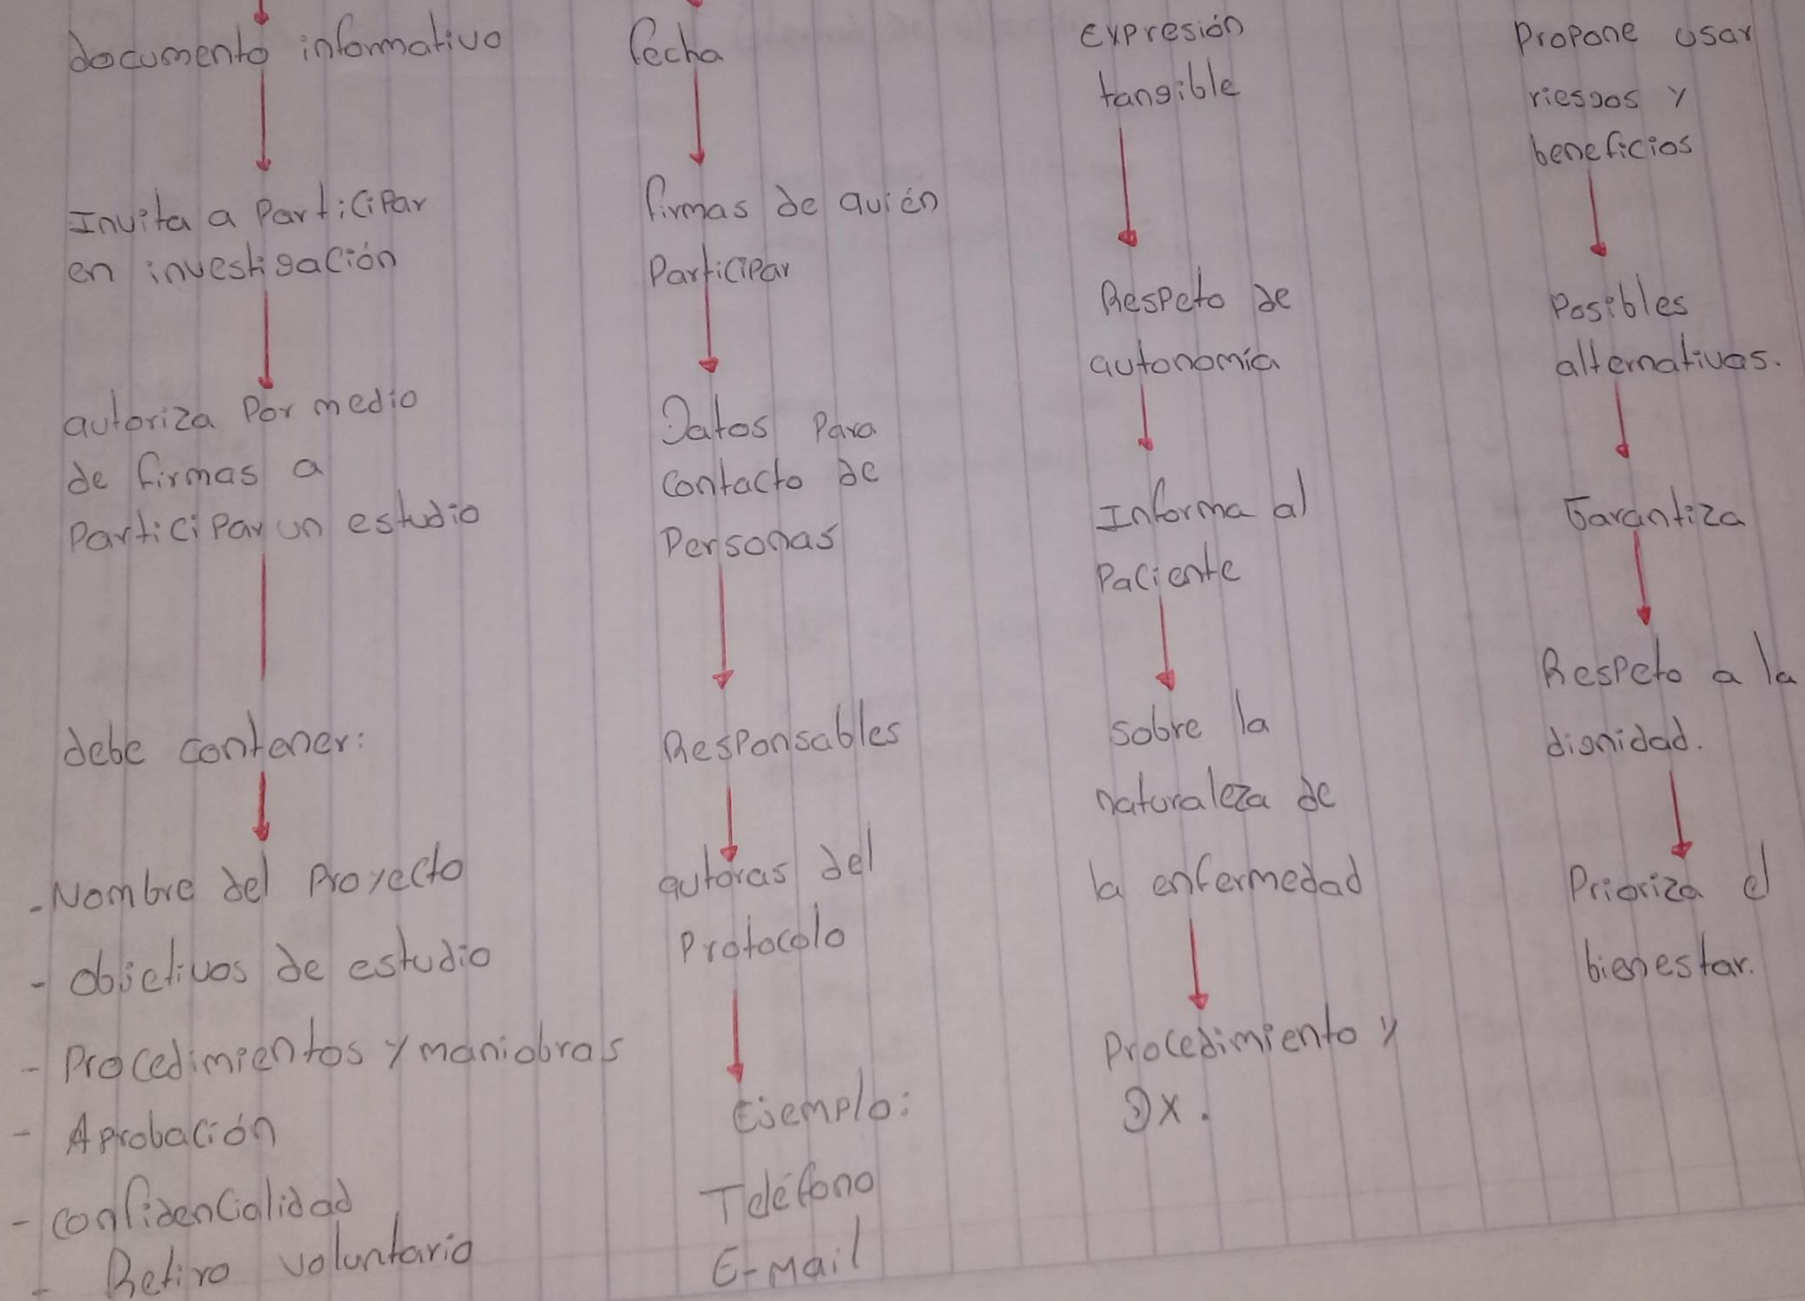 documento informativo
Invita a Participar
en investigación
autoriza Por medio
de firmas a
Participar un estudio
debe contener:
- Nombre del Proyecto
- Objetivos de estudio
- Procedimientos y maniobras
- Aprobación
- confidencialidad
- Retiro voluntario
fecha
firmas de quién
Participar
Datos Para
contacto de
Personas
Responsables
autoras del
Protocolo
Ejemplo:
Teléfono
E-mail
expresión
tangible
Respeto de
autonomía
Informa al
Paciente
sobre la
naturaleza de
la enfermedad
Procedimiento y
Dx.
Propone usar
riesgos y
beneficios
Posibles
alternativas.
Garantiza
Respeto a la
dignidad.
Prioriza el
bienestar.